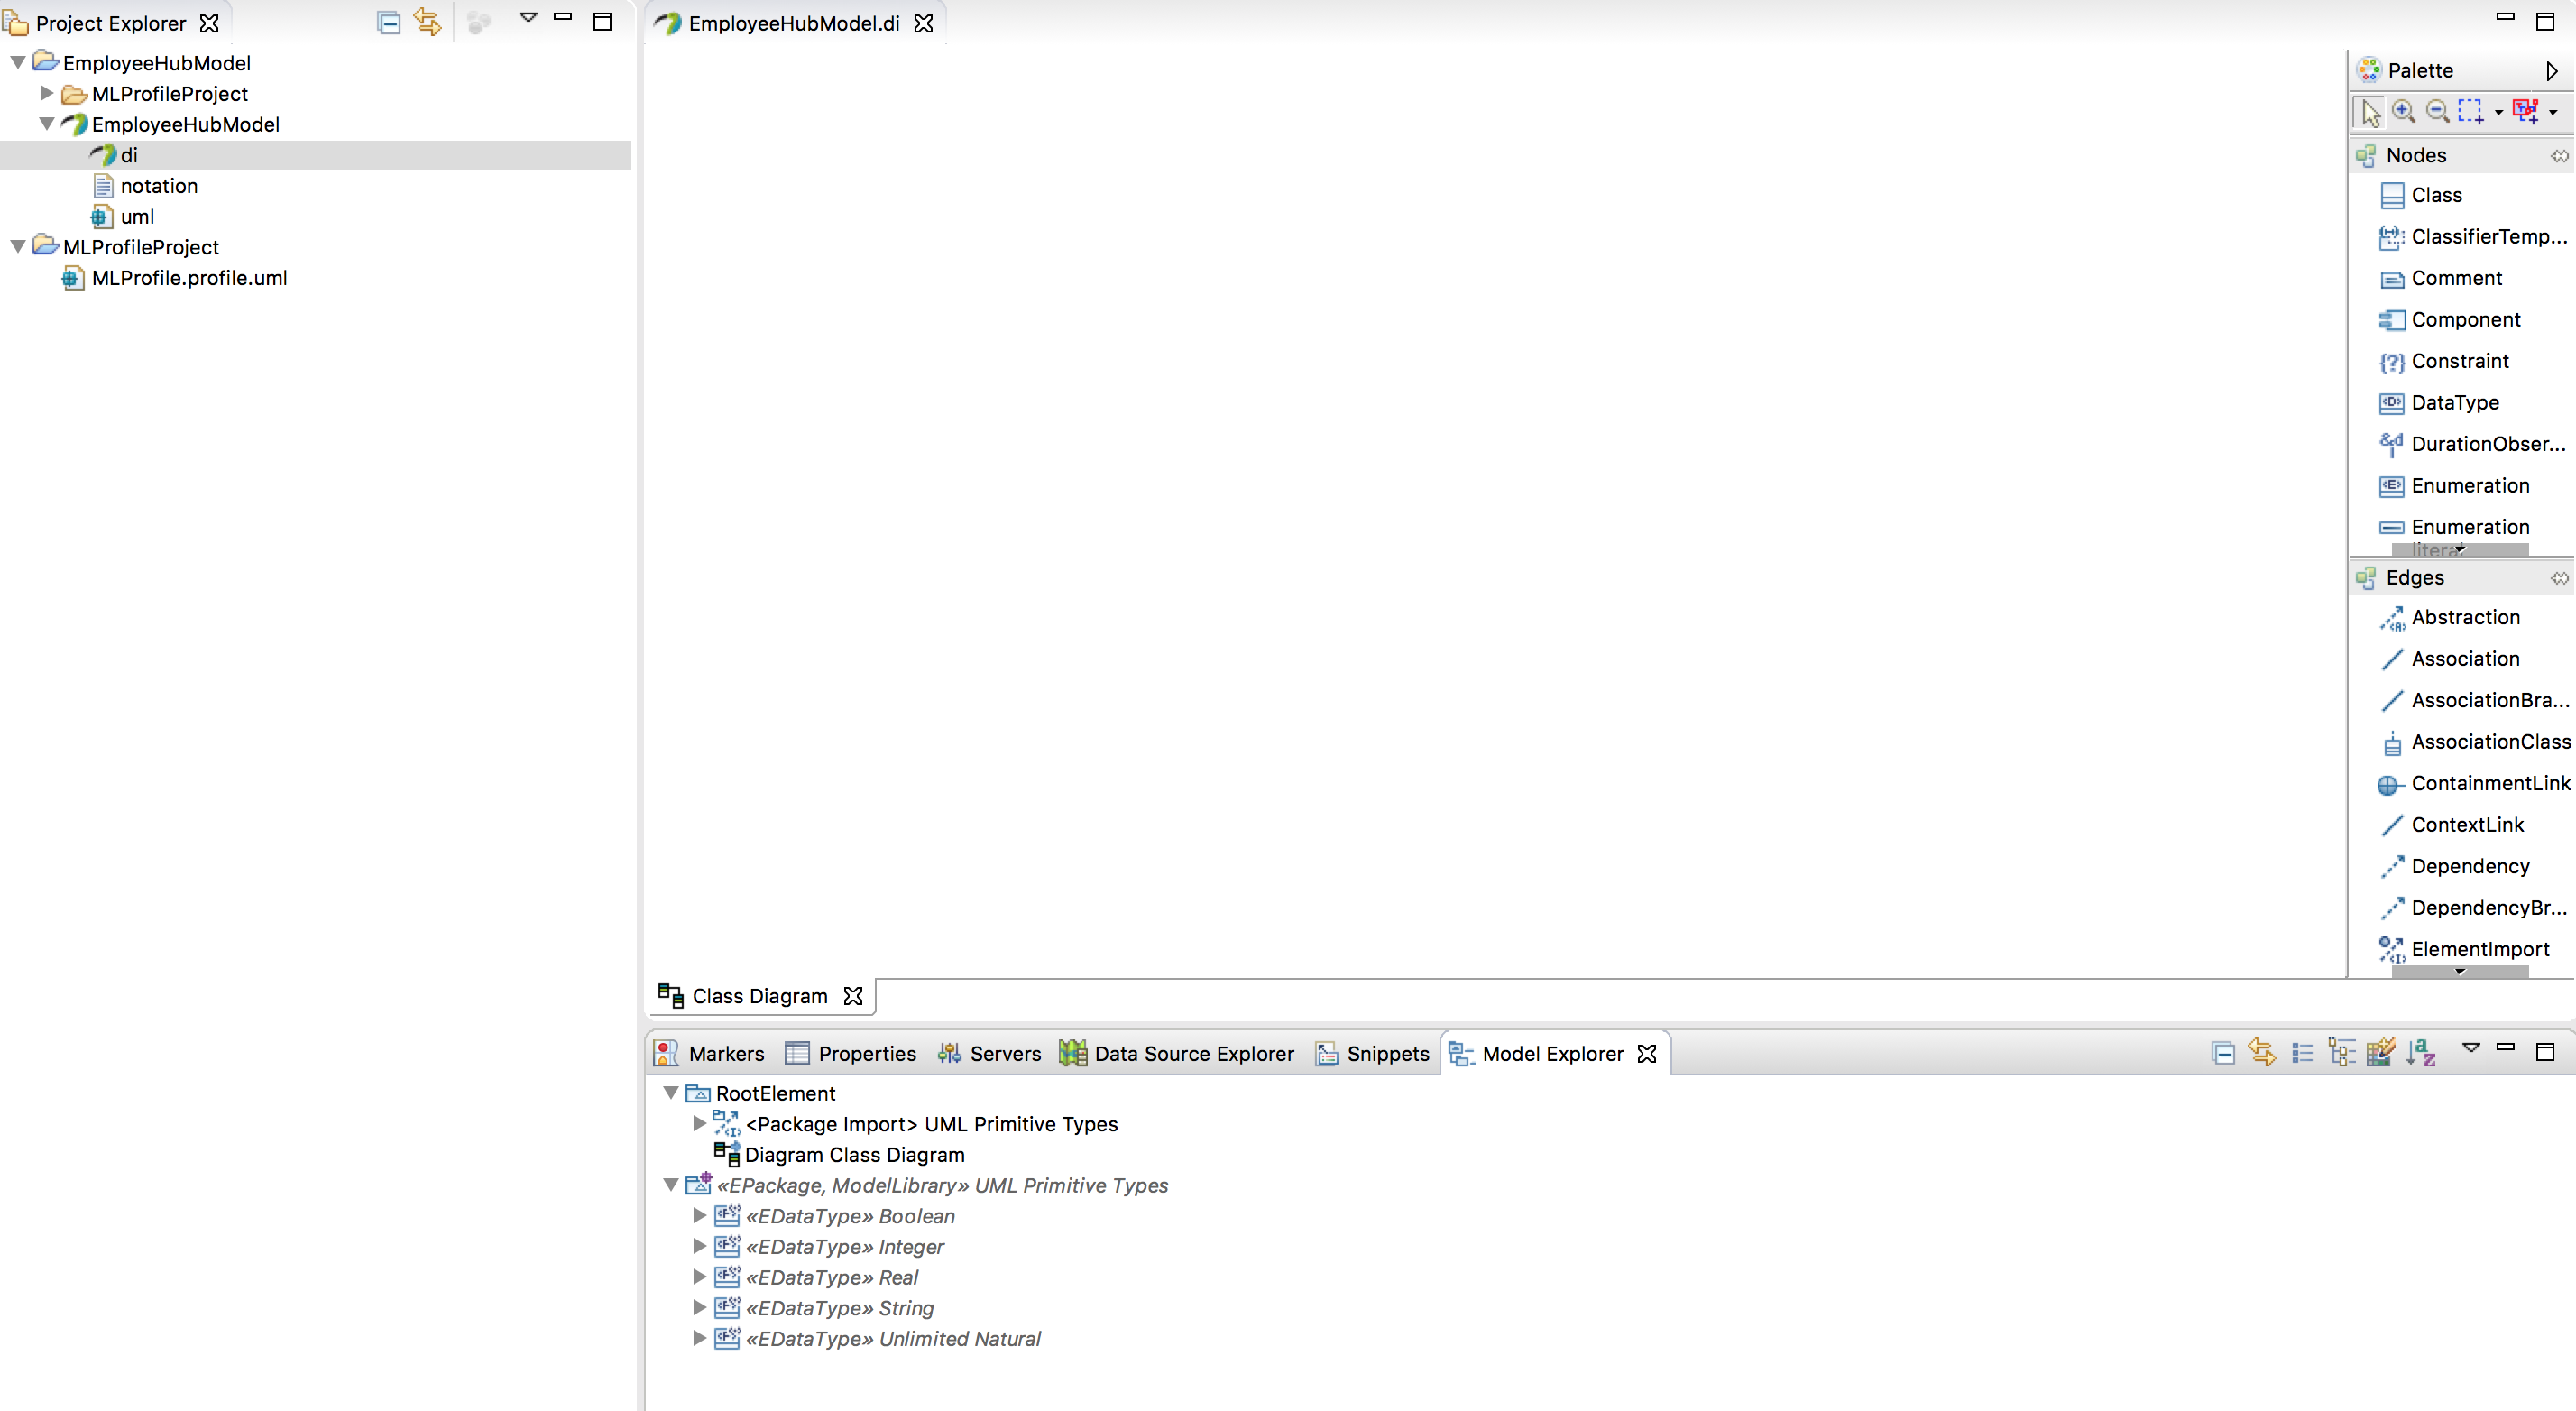 Project Explorer
EmployeeHubModel
MLProfileProject
EmployeeHubModel
di
notation
uml
MLProfileProject
MLProfile.profile.uml
EmployeeHubModel.di
Palette
Nodes
Class
ClassifierTemp...
Comment
Component
Constraint
DataType
DurationObser...
Enumeration
Enumeration
litera
Edges
Abstraction
Association
AssociationBra...
AssociationClass
ContainmentLink
ContextLink
Dependency
DependencyBr...
ElementImport
Class Diagram
Markers Properties Servers Data Source Explorer Snippets Model Explorer
RootElement
<Package Import> UML Primitive Types
Diagram Class Diagram
«EPackage, ModelLibrary» UML Primitive Types
«EDataType» Boolean
«EDataType» Integer
«EDataType» Real
«EDataType» String
«EDataType» Unlimited Natural